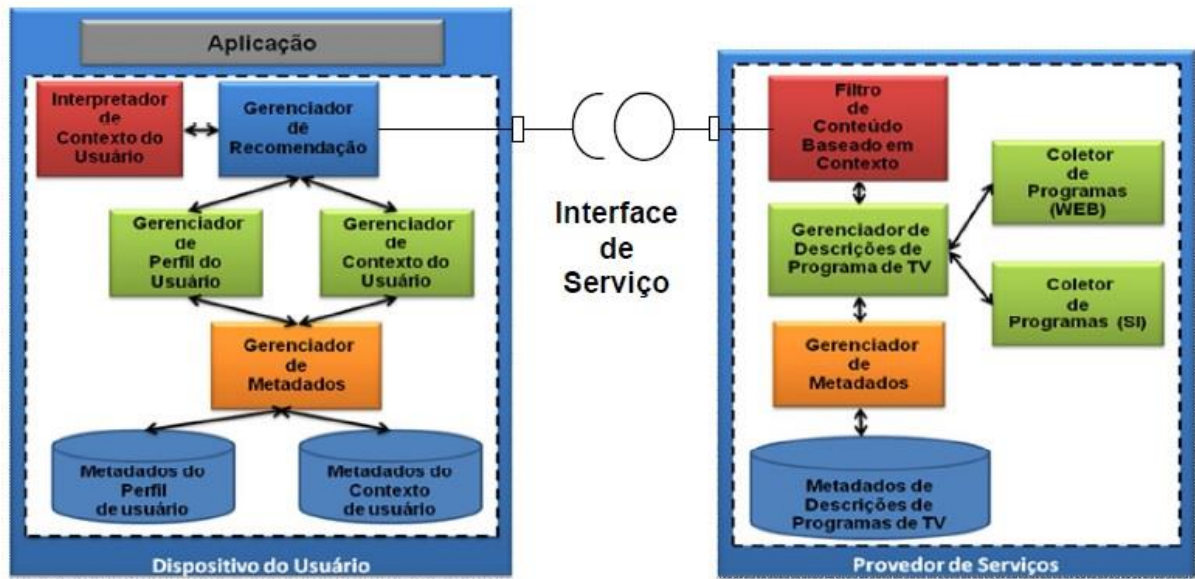 Aplicação
Interpretador
de
Contexto do
Usuário
Gerenciador
de
Recomendação
Gerenciador
de
Perfil do
Usuário
Gerenciador
de
Contexto do
Usuário
Gerenciador
de
Metadados
Metadados do
Perfil
de usuário
Metadados do
Contexto
de usuário
Dispositivo do Usuário
Interface
de
Serviço
Filtro
de
Conteúdo
Baseado em
Contexto
Coletor
de
Programas
(WEB)
Gerenciador de
Descrições de
Programa de TV
Coletor
de
Programas (SI)
Gerenciador
de
Metadados
Metadados de
Descrições de
Programas de TV
Provedor de Serviços